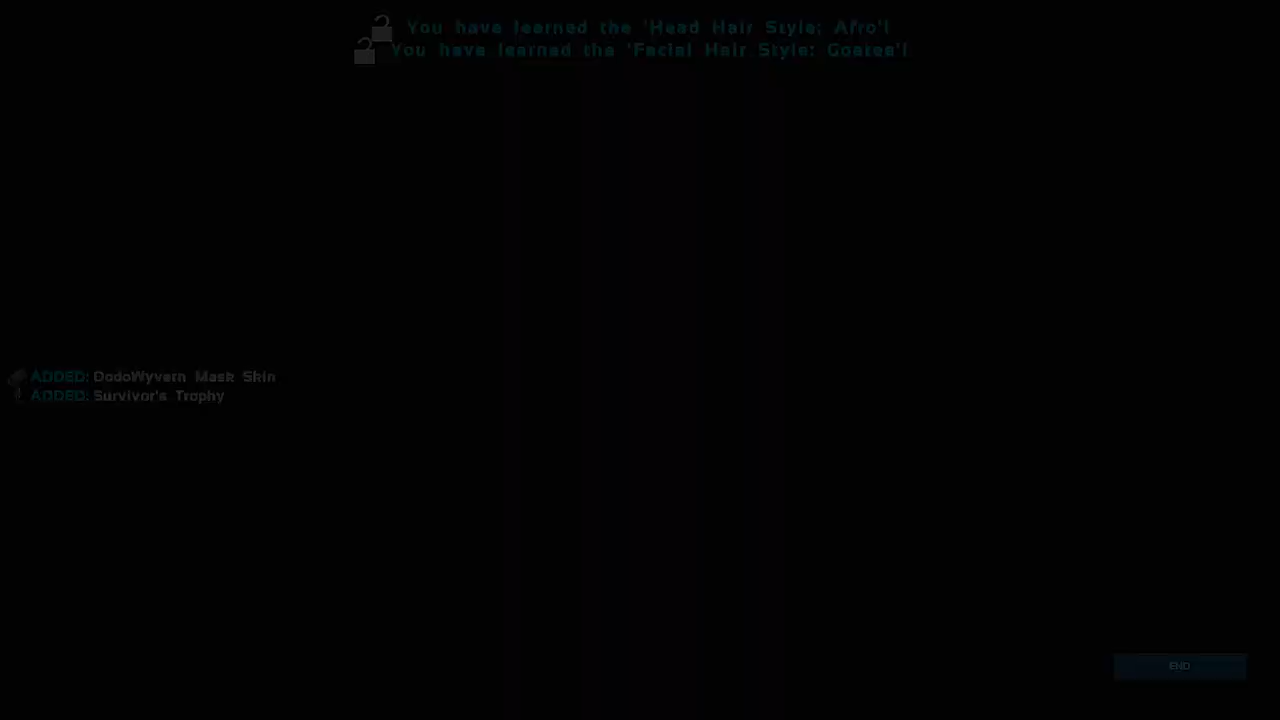 You have learned the 'Head Hair Style: Afro'!
You have learned the 'Facial Hair Style: Goatee'!
ADDED: DodoWyvern Mask Skin
ADDED: Survivor's Trophy
END